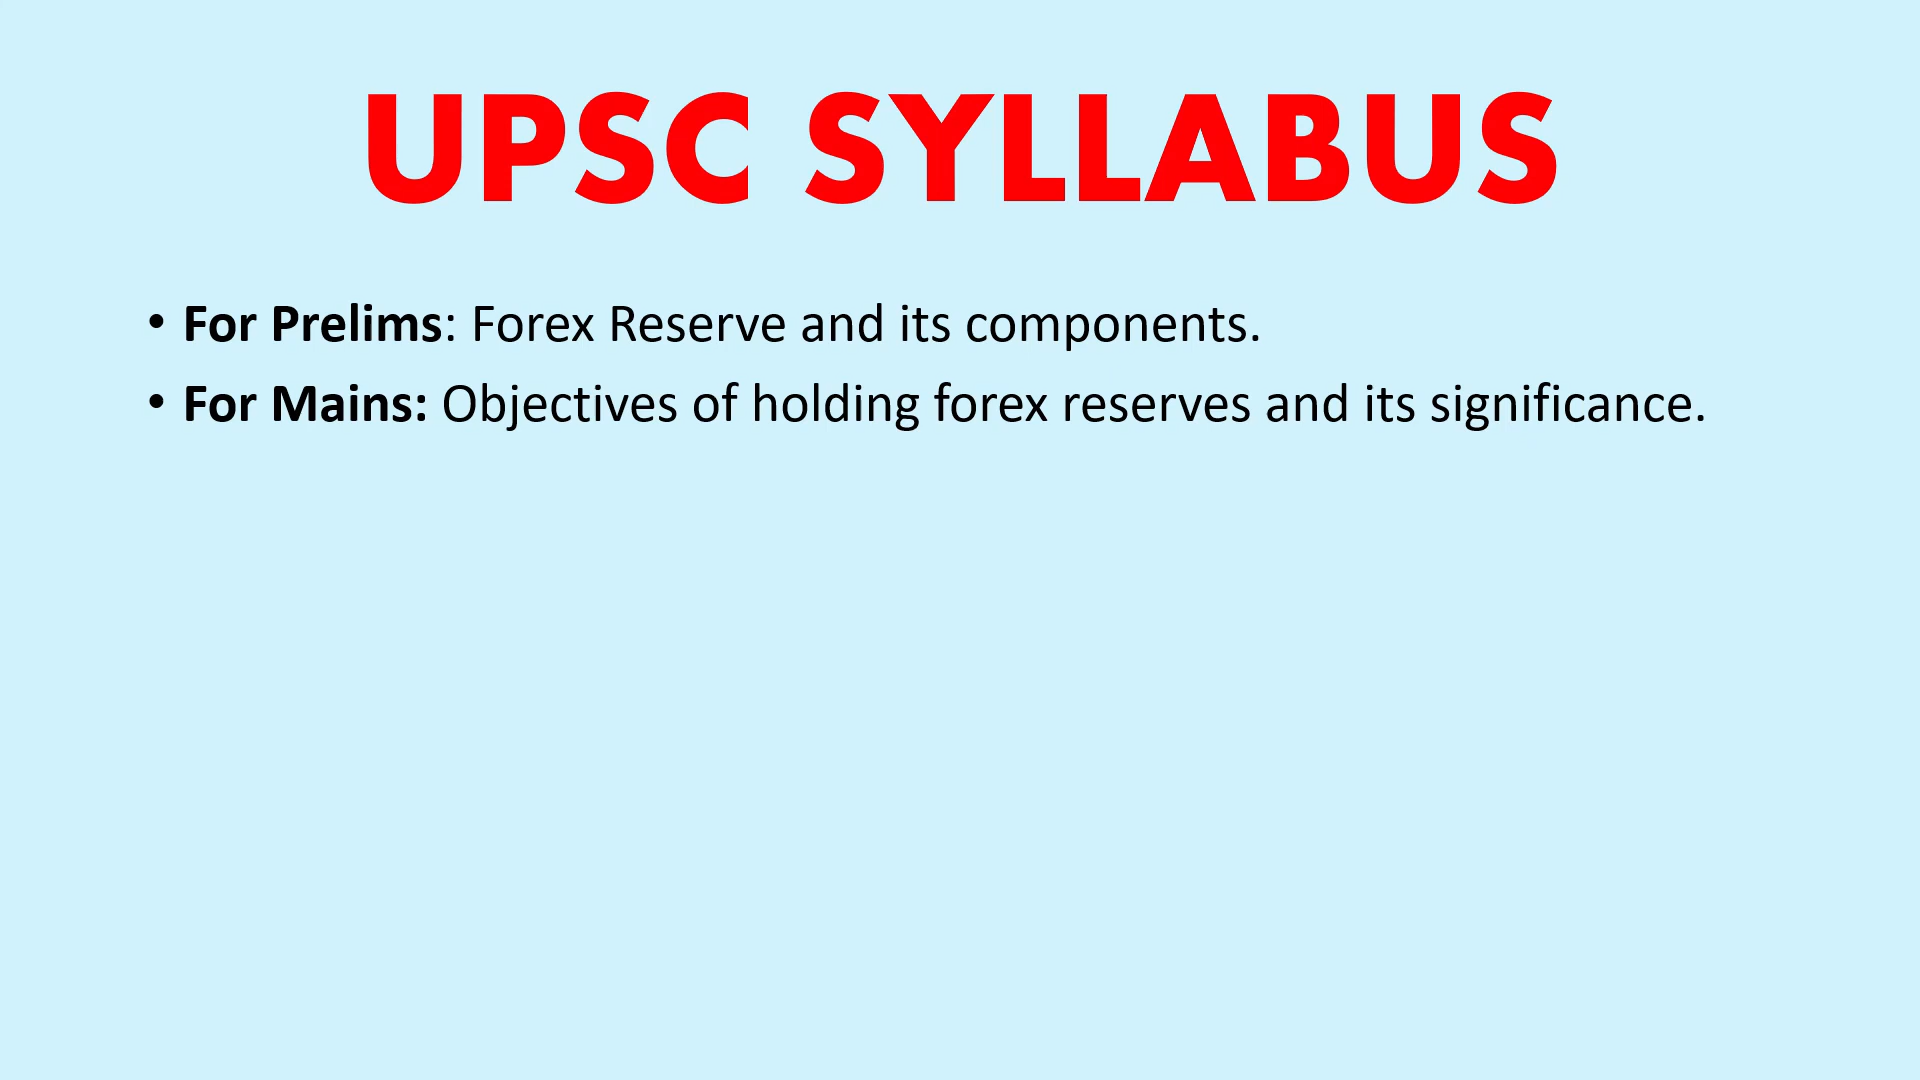 UPSC SYLLABUS
• For Prelims: Forex Reserve and its components.
• For Mains: Objectives of holding forex reserves and its significance.